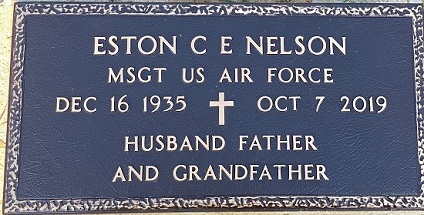 ESTON C E NELSON
MSGT US AIR FORCE
DEC 16 1935 OCT 7 2019
HUSBAND FATHER
AND GRANDFATHER